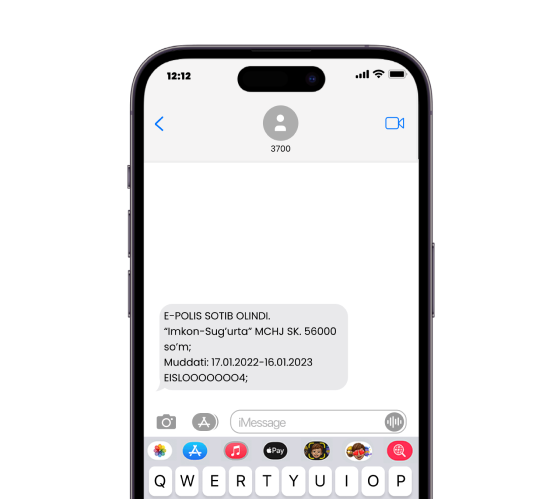 12:12
3700
E-POLIS SOTIB OLINDI.
“Imkon-Sug‘urta” MCHJ SK. 56000
so‘m;
Muddati: 17.01.2022-16.01.2023
EISLOOOOOOO4;
iMessage
Pay
Q W E R T Y U I O P